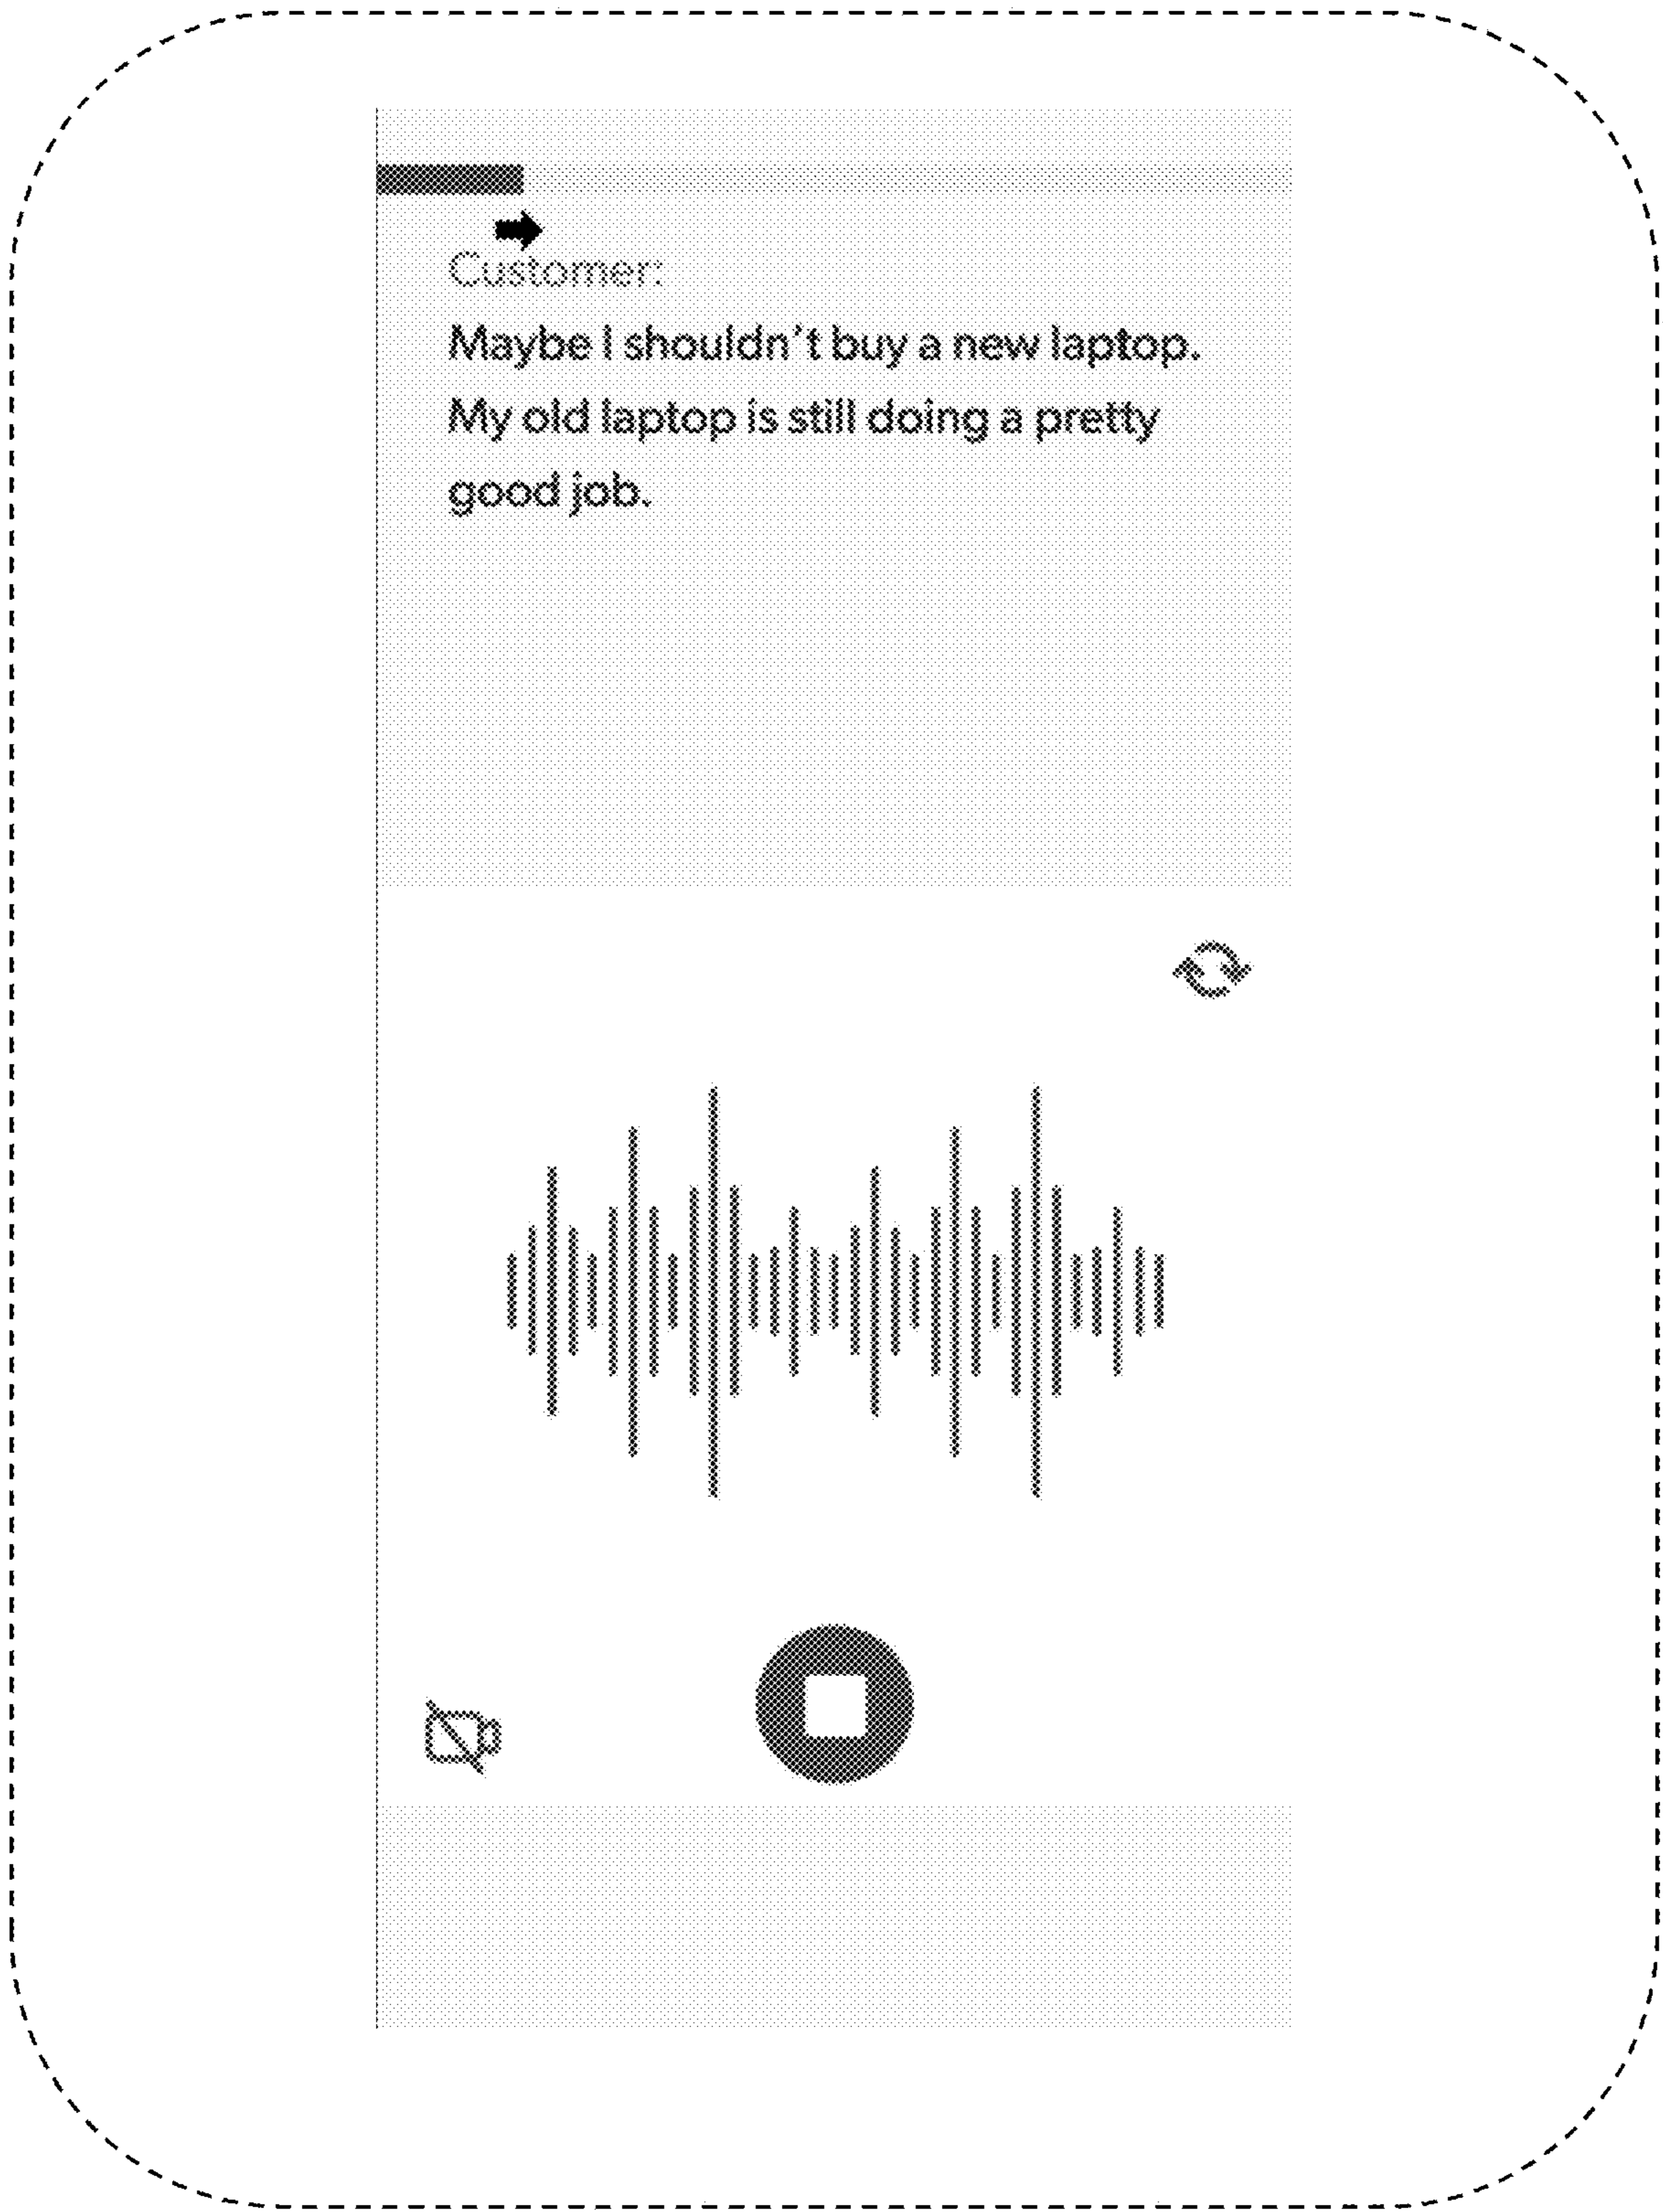 Customer:
Maybe I shouldn't buy a new laptop.
My old laptop is still doing a pretty
good job.